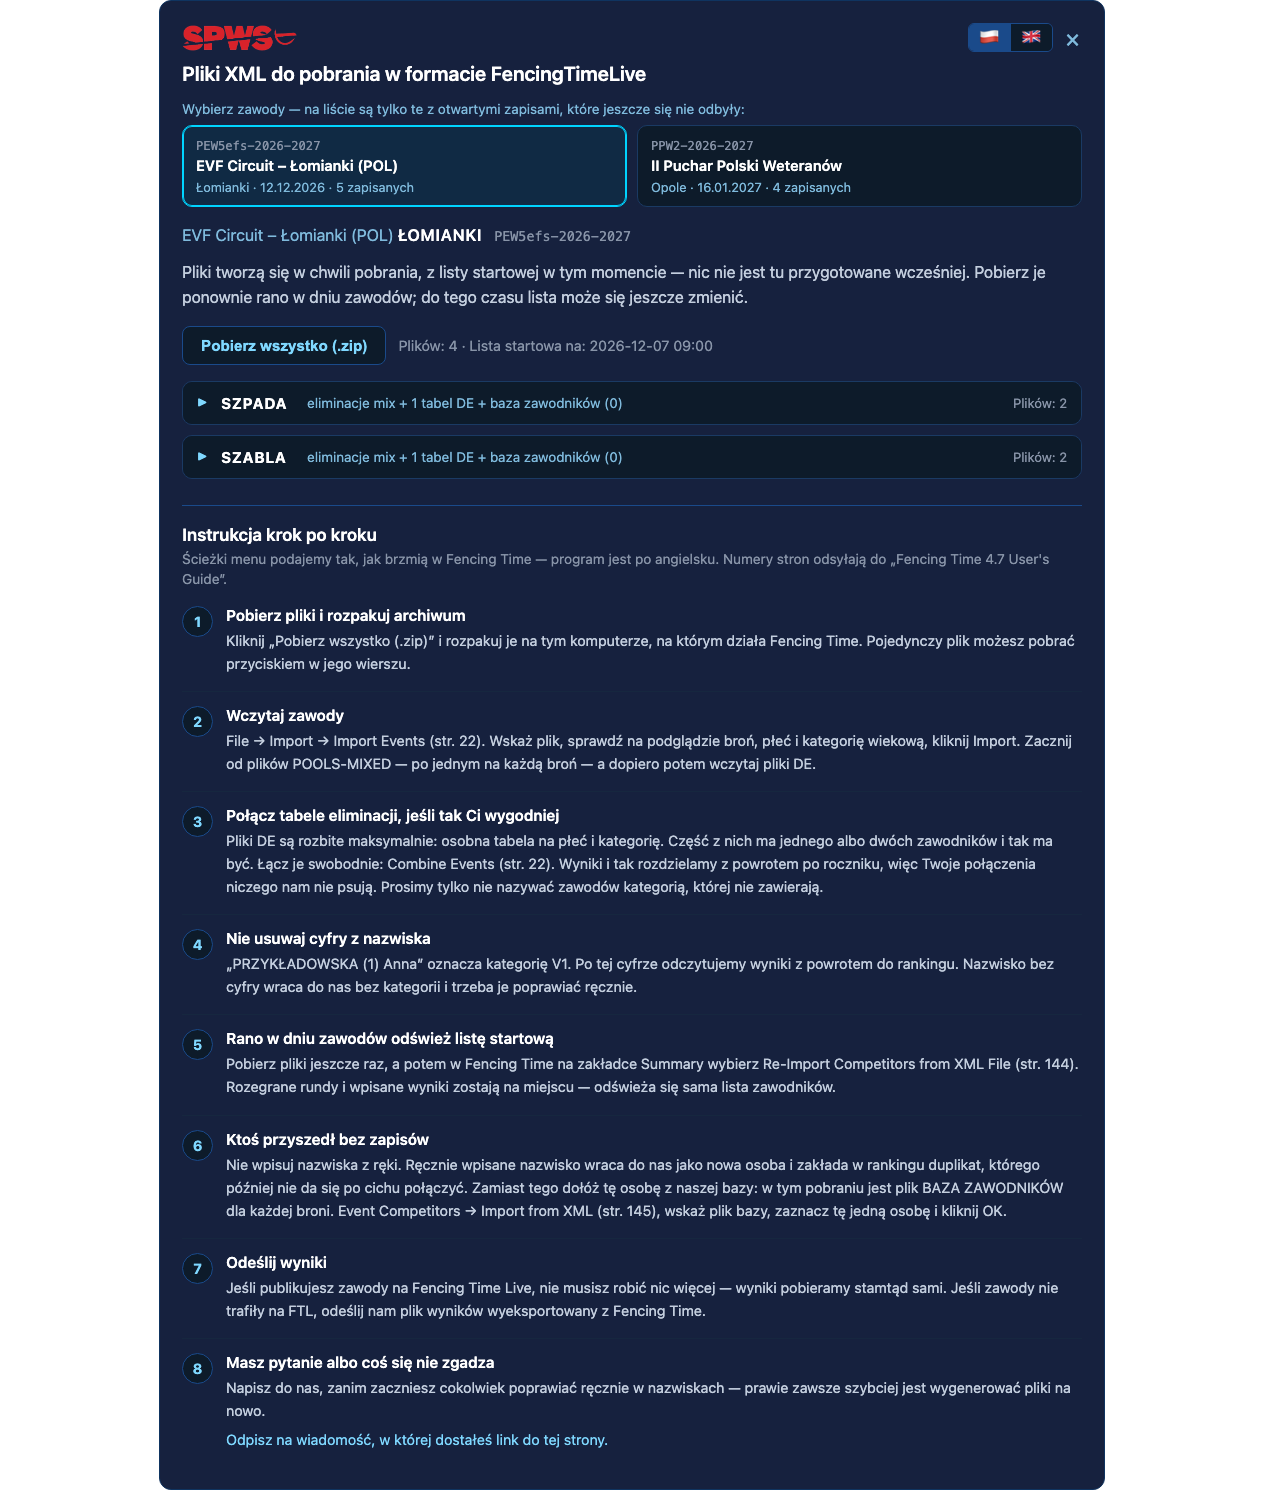 SPWS
×
Pliki XML do pobrania w formacie FencingTimeLive
Wybierz zawody — na liście są tylko te z otwartymi zapisami, które jeszcze się nie odbyły:
PEW5efs-2026-2027
EVF Circuit – Łomianki (POL)
Łomianki · 12.12.2026 · 5 zapisanych
PPW2-2026-2027
II Puchar Polski Weteranów
Opole · 16.01.2027 · 4 zapisanych
EVF Circuit – Łomianki (POL) ŁOMIANKI PEW5efs-2026-2027
Pliki tworzą się w chwili pobrania, z listy startowej w tym momencie — nic nie jest tu przygotowane wcześniej. Pobierz je
ponownie rano w dniu zawodów; do tego czasu lista może się jeszcze zmienić.
Pobierz wszystko (.zip) Plików: 4 · Lista startowa na: 2026-12-07 09:00
▸ SZPADA eliminacje mix + 1 tabel DE + baza zawodników (0) Plików: 2
▸ SZABLA eliminacje mix + 1 tabel DE + baza zawodników (0) Plików: 2
Instrukcja krok po kroku
Ścieżki menu podajemy tak, jak brzmią w Fencing Time — program jest po angielsku. Numery stron odsyłają do „Fencing Time 4.7 User's
Guide”.
1 Pobierz pliki i rozpakuj archiwum
Kliknij „Pobierz wszystko (.zip)” i rozpakuj je na tym komputerze, na którym działa Fencing Time. Pojedynczy plik możesz pobrać
przyciskiem w jego wierszu.
2 Wczytaj zawody
File → Import → Import Events (str. 22). Wskaż plik, sprawdź na podglądzie broń, płeć i kategorię wiekową, kliknij Import. Zacznij
od plików POOLS-MIXED — po jednym na każdą broń — a dopiero potem wczytaj pliki DE.
3 Połącz tabele eliminacji, jeśli tak Ci wygodniej
Pliki DE są rozbite maksymalnie: osobna tabela na płeć i kategorię. Część z nich ma jednego albo dwóch zawodników i tak ma
być. Łącz je swobodnie: Combine Events (str. 22). Wyniki i tak rozdzielamy z powrotem po roczniku, więc Twoje połączenia
niczego nam nie psują. Prosimy tylko nie nazywać zawodów kategorią, której nie zawierają.
4 Nie usuwaj cyfry z nazwiska
„PRZYKŁADOWSKA (1) Anna” oznacza kategorię V1. Po tej cyfrze odczytujemy wyniki z powrotem do rankingu. Nazwisko bez
cyfry wraca do nas bez kategorii i trzeba je poprawiać ręcznie.
5 Rano w dniu zawodów odśwież listę startową
Pobierz pliki jeszcze raz, a potem w Fencing Time na zakładce Summary wybierz Re-Import Competitors from XML File (str. 144).
Rozegrane rundy i wpisane wyniki zostają na miejscu — odświeża się sama lista zawodników.
6 Ktoś przyszedł bez zapisów
Nie wpisuj nazwiska z ręki. Ręcznie wpisane nazwisko wraca do nas jako nowa osoba i zakłada w rankingu duplikat, którego
później nie da się po cichu połączyć. Zamiast tego dołóż tę osobę z naszej bazy: w tym pobraniu jest plik BAZA ZAWODNIKÓW
dla każdej broni. Event Competitors → Import from XML (str. 145), wskaż plik bazy, zaznacz tę jedną osobę i kliknij OK.
7 Odeślij wyniki
Jeśli publikujesz zawody na Fencing Time Live, nie musisz robić nic więcej — wyniki pobieramy stamtąd sami. Jeśli zawody nie
trafiły na FTL, odeślij nam plik wyników wyeksportowany z Fencing Time.
8 Masz pytanie albo coś się nie zgadza
Napisz do nas, zanim zaczniesz cokolwiek poprawiać ręcznie w nazwiskach — prawie zawsze szybciej jest wygenerować pliki na
nowo.
Odpisz na wiadomość, w której dostałeś link do tej strony.